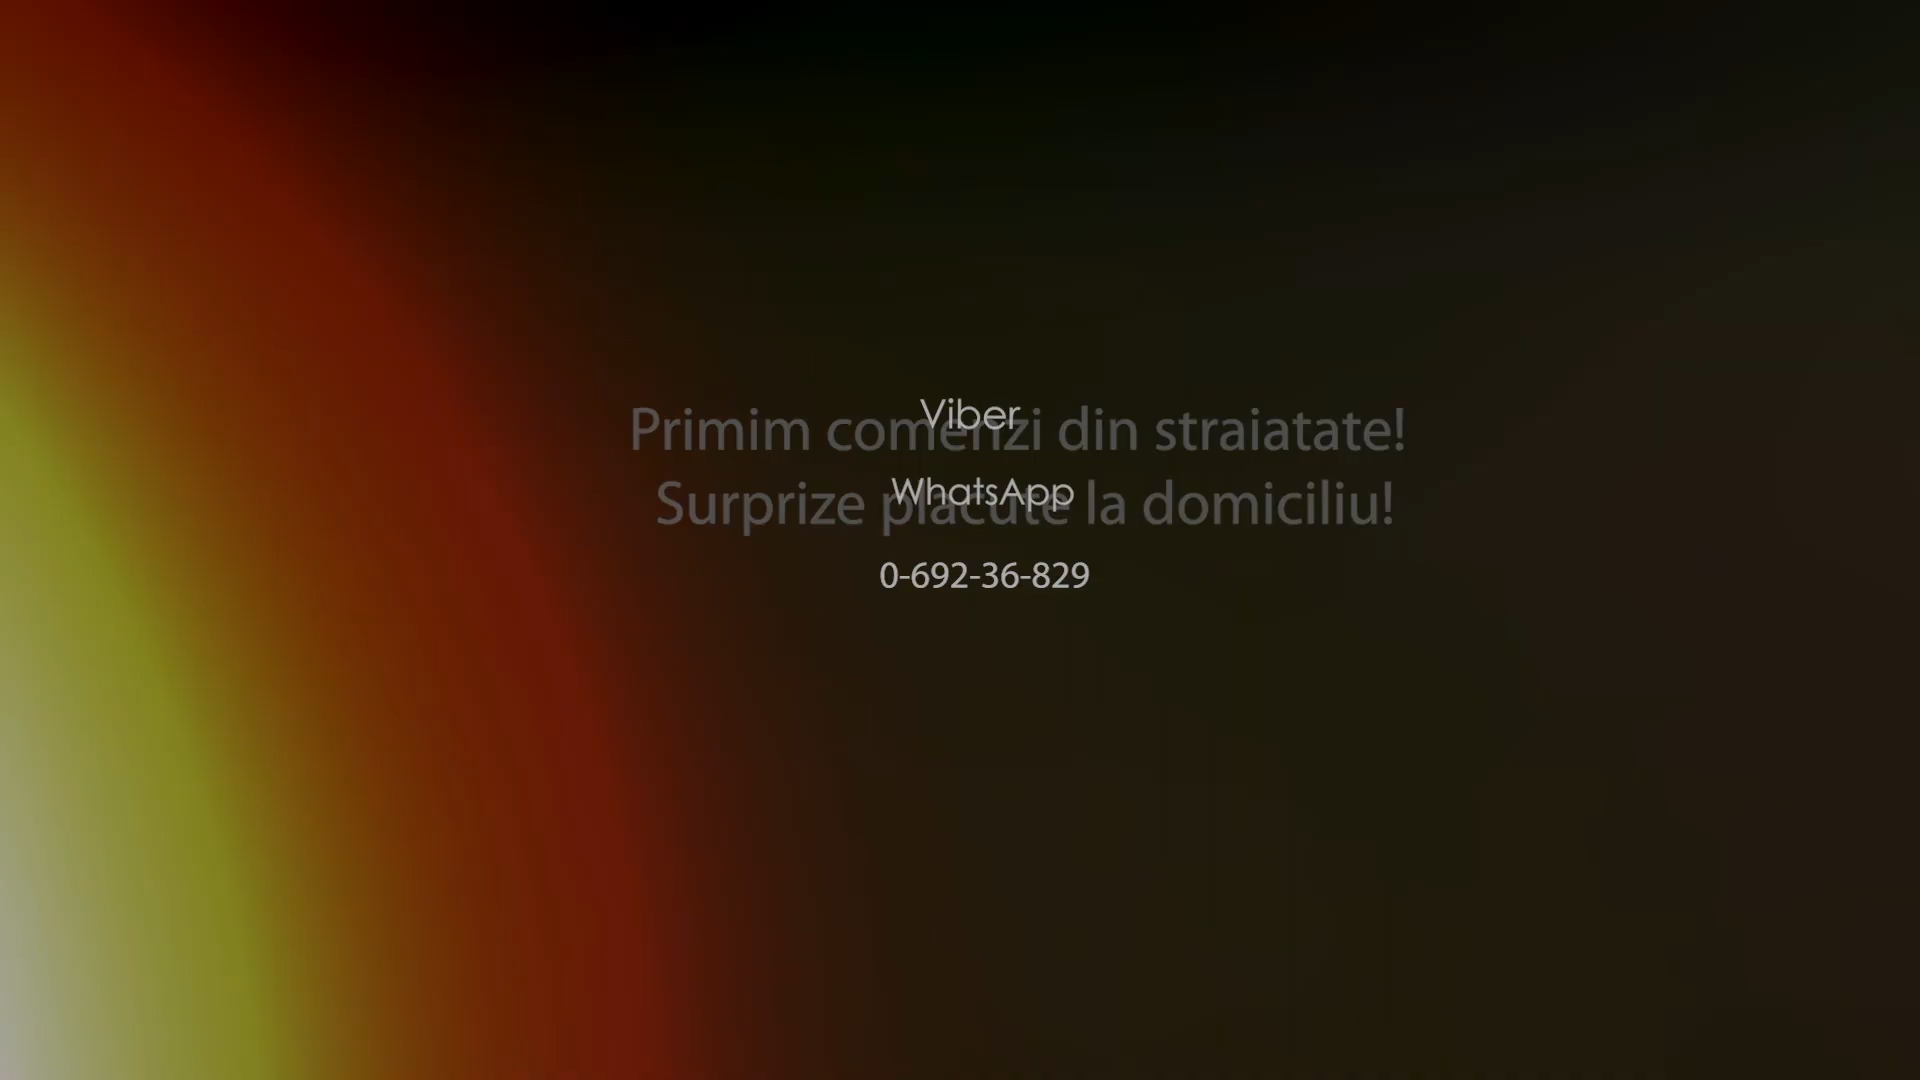 Viber
Primim comenzi din straiatate!
WhatsApp
Surprize placute la domiciliu!
0-692-36-829